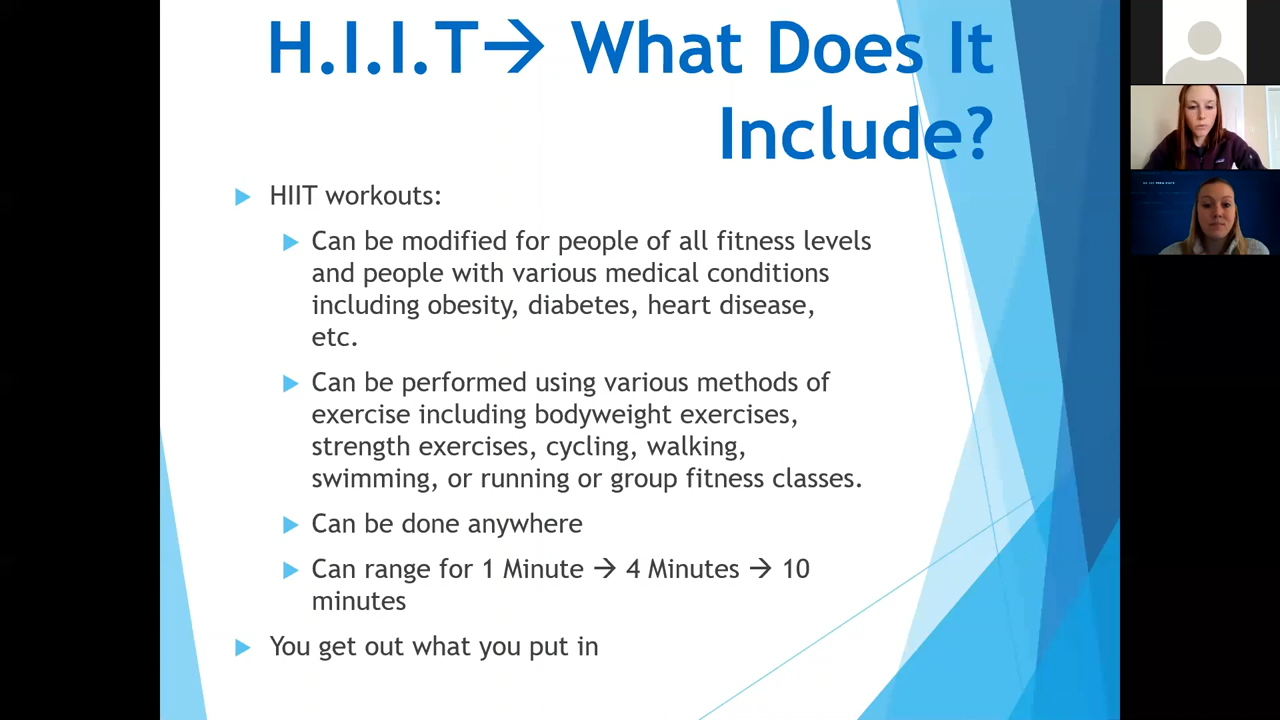 H.I.I.T→ What Does It
Include?
HIIT workouts:
Can be modified for people of all fitness levels
and people with various medical conditions
including obesity, diabetes, heart disease,
etc.
Can be performed using various methods of
exercise including bodyweight exercises,
strength exercises, cycling, walking,
swimming, or running or group fitness classes.
Can be done anywhere
Can range for 1 Minute → 4 Minutes → 10
minutes
You get out what you put in